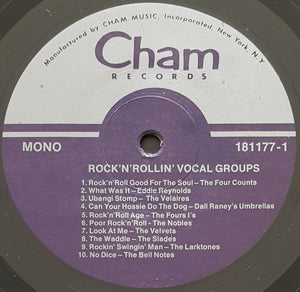 Manufactured by CHAM MUSIC, Incorporated, New York, N.Y.
Cham
RECORDS
MONO
181177-1
ROCK'N'ROLLIN' VOCAL GROUPS
1. Rock'n'Roll Good For The Soul – The Four Counts
2. What Was It – Eddie Reynolds
3. Ubangi Stomp – The Velaires
4. Can Your Hossie Do The Dog – Dall Raney's Umbrellas
5. Rock'n'Roll Age – The Fours I's
6. Poor Rock'n'Roll - The Nobles
7. Look At Me – The Velvets
8. The Waddle – The Slades
9. Rockin' Swingin' Man – The Larktones
10. No Dice – The Bell Notes